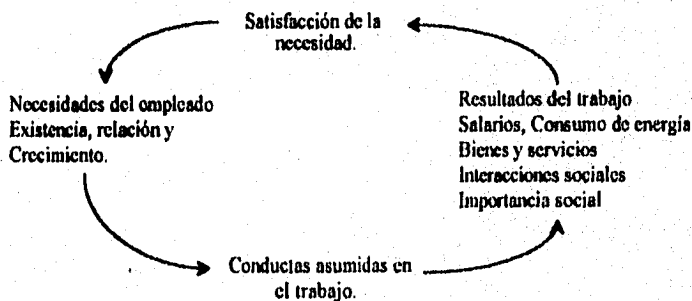 Satisfacción de la
necesidad.
Necesidades del empleado
Existencia, relación y
Crecimiento.
Resultados del trabajo
Salarios, Consumo de energía
Bienes y servicios
Interacciones sociales
Importancia social
Conductas asumidas en
el trabajo.